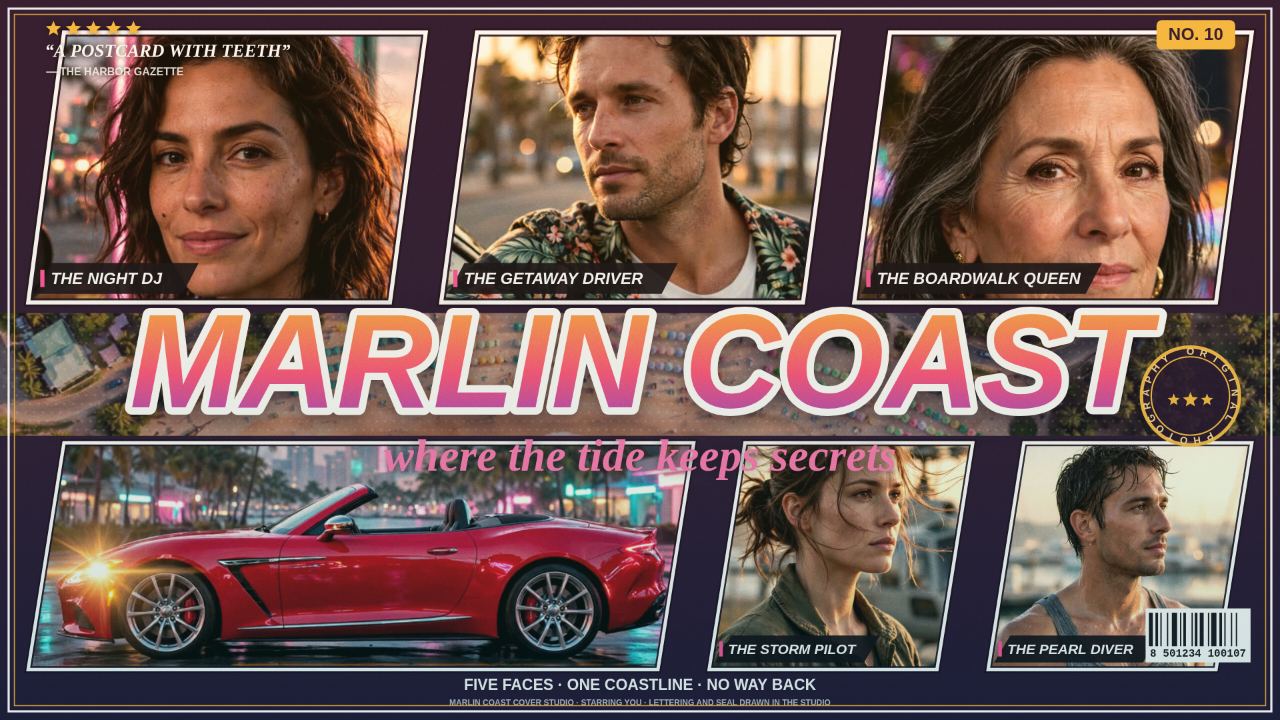 ★★★★★
“A POSTCARD WITH TEETH”
— THE HARBOR GAZETTE
NO. 10
THE NIGHT DJ
THE GETAWAY DRIVER
THE BOARDWALK QUEEN
MARLIN COAST
ORIGINAL PHOTOGRAPHY
★★★
where the tide keeps secrets
THE STORM PILOT
THE PEARL DIVER
8 501234 100107
FIVE FACES · ONE COASTLINE · NO WAY BACK
MARLIN COAST COVER STUDIO · STARRING YOU · LETTERING AND SEAL DRAWN IN THE STUDIO